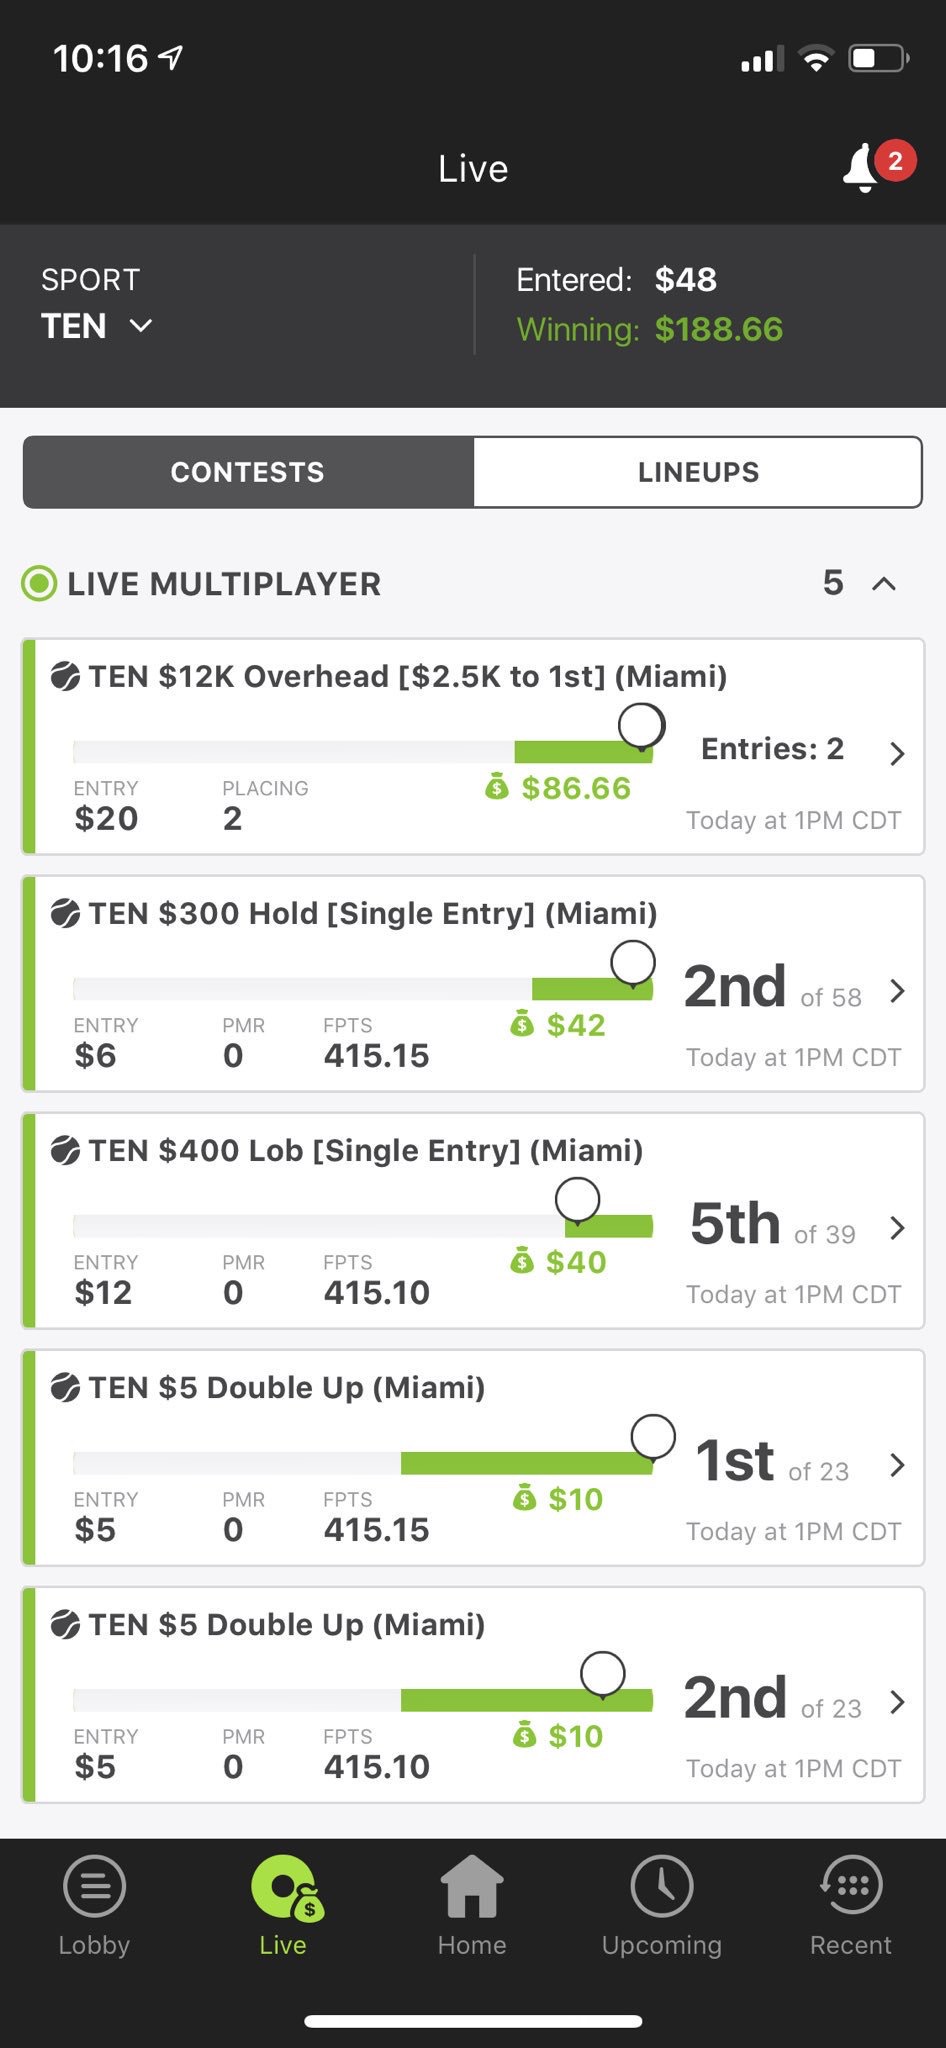 10:16
Live
2
SPORT
TEN
Entered: $48
Winning: $188.66
CONTESTS
LINEUPS
LIVE MULTIPLAYER
5
TEN $12K Overhead [$2.5K to 1st] (Miami)
Entries: 2
ENTRY
$20
PLACING
2
$ $86.66
Today at 1PM CDT
TEN $300 Hold [Single Entry] (Miami)
2nd of 58
ENTRY
$6
PMR
0
FPTS
415.15
$ $42
Today at 1PM CDT
TEN $400 Lob [Single Entry] (Miami)
5th of 39
ENTRY
$12
PMR
0
FPTS
415.10
$ $40
Today at 1PM CDT
TEN $5 Double Up (Miami)
1st of 23
ENTRY
$5
PMR
0
FPTS
415.15
$ $10
Today at 1PM CDT
TEN $5 Double Up (Miami)
2nd of 23
ENTRY
$5
PMR
0
FPTS
415.10
$ $10
Today at 1PM CDT
Lobby
$
Live
Home
Upcoming
Recent